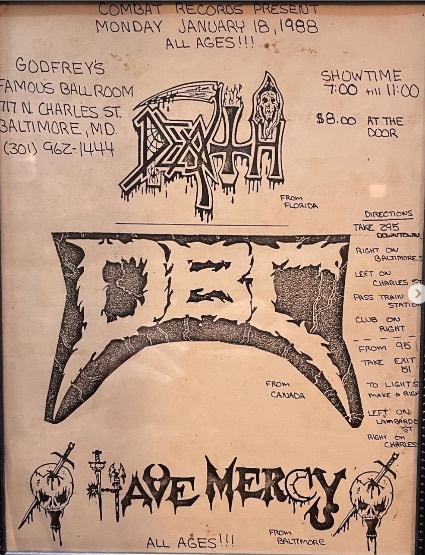 COMBAT RECORDS PRESENT
MONDAY JANUARY 18, 1988
ALL AGES!!!
GODFREY'S
FAMOUS BALLROOM
717 N CHARLES ST.
BALTIMORE, MD.
(301) 962-1444
SHOWTIME
7:00 till 11:00
$8.00 AT THE
DOOR
DEATH
FROM
FLORIDA
DIRECTIONS
TAKE 295
DOWNTOWN
RIGHT ON
BALTIMORE
LEFT ON
CHARLES ST
PASS TRAIN
STATION
CLUB ON
RIGHT
FROM 95
TAKE EXIT
51
TO LIGHTS
MAKE A RIGH
LEFT ON
LOMBARD
ST
RIGHT ON
CHARLES
DBC
FROM
CANADA
HAVE MERCY
FROM
BALTIMORE
ALL AGES!!!